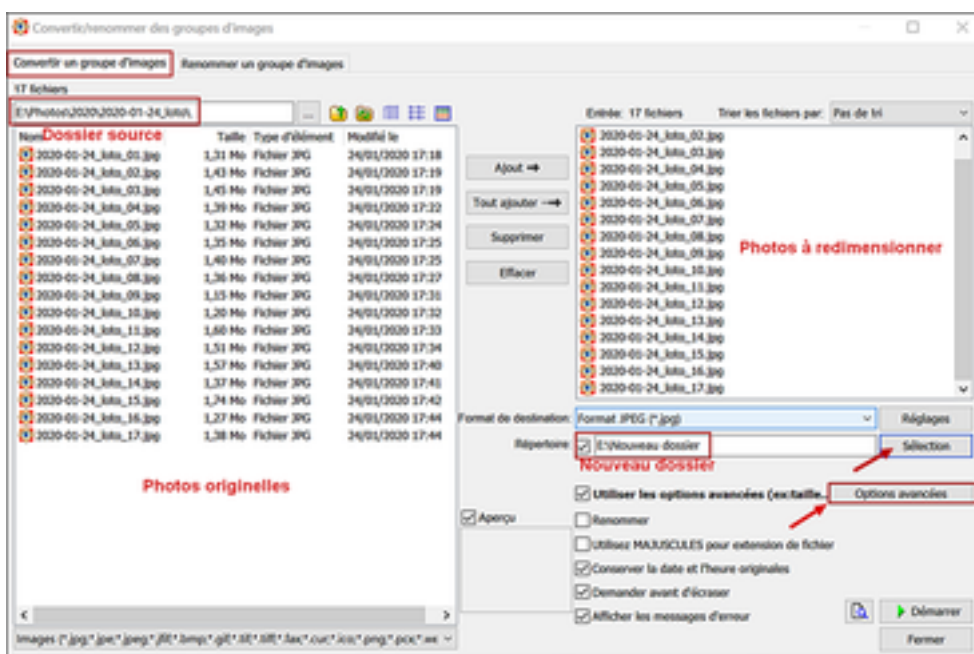 Convertir/renommer des groupes d'images
Convertir un groupe d'images Renommer un groupe d'images
17 fichiers
E:\Photos\2020\2020-01-24_loto\,
...
Entrée: 17 fichiers Trier les fichiers par: Pas de tri
Nom Taille Type d'élément Modifié le
Dossier source
2020-01-24_loto_01.jpg 1,31 Mo Fichier JPG 24/01/2020 17:18
2020-01-24_loto_02.jpg 1,43 Mo Fichier JPG 24/01/2020 17:19
2020-01-24_loto_03.jpg 1,45 Mo Fichier JPG 24/01/2020 17:19
2020-01-24_loto_04.jpg 1,39 Mo Fichier JPG 24/01/2020 17:22
2020-01-24_loto_05.jpg 1,32 Mo Fichier JPG 24/01/2020 17:24
2020-01-24_loto_06.jpg 1,35 Mo Fichier JPG 24/01/2020 17:25
2020-01-24_loto_07.jpg 1,40 Mo Fichier JPG 24/01/2020 17:25
2020-01-24_loto_08.jpg 1,36 Mo Fichier JPG 24/01/2020 17:27
2020-01-24_loto_09.jpg 1,15 Mo Fichier JPG 24/01/2020 17:31
2020-01-24_loto_10.jpg 1,20 Mo Fichier JPG 24/01/2020 17:32
2020-01-24_loto_11.jpg 1,60 Mo Fichier JPG 24/01/2020 17:33
2020-01-24_loto_12.jpg 1,51 Mo Fichier JPG 24/01/2020 17:34
2020-01-24_loto_13.jpg 1,57 Mo Fichier JPG 24/01/2020 17:40
2020-01-24_loto_14.jpg 1,37 Mo Fichier JPG 24/01/2020 17:41
2020-01-24_loto_15.jpg 1,74 Mo Fichier JPG 24/01/2020 17:42
2020-01-24_loto_16.jpg 1,27 Mo Fichier JPG 24/01/2020 17:44
2020-01-24_loto_17.jpg 1,38 Mo Fichier JPG 24/01/2020 17:44
Photos originelles
Images (*.jpg;*.jpe;*.jpeg;*.jfif;*.bmp;*.gif;*.tif;*.tiff;*.fax;*.cur;*.ico;*.png;*.pcx;*.we
Ajout
Tout ajouter
Supprimer
Effacer
2020-01-24_loto_02.jpg
2020-01-24_loto_03.jpg
2020-01-24_loto_04.jpg
2020-01-24_loto_05.jpg
2020-01-24_loto_06.jpg
2020-01-24_loto_07.jpg
2020-01-24_loto_08.jpg
2020-01-24_loto_09.jpg
2020-01-24_loto_10.jpg
2020-01-24_loto_11.jpg
2020-01-24_loto_12.jpg
2020-01-24_loto_13.jpg
2020-01-24_loto_14.jpg
2020-01-24_loto_15.jpg
2020-01-24_loto_16.jpg
2020-01-24_loto_17.jpg
Photos à redimensionner
Format de destination: Format JPEG (*.jpg) Réglages
Répertoire E:\Nouveau dossier Sélection
Nouveau dossier
Utiliser les options avancées (ex:taille.. Options avancées
Aperçu
Renommer
Utilisez MAJUSCULES pour extension de fichier
Conserver la date et l'heure originales
Demander avant d'écraser
Afficher les messages d'erreur
Démarrer
Fermer